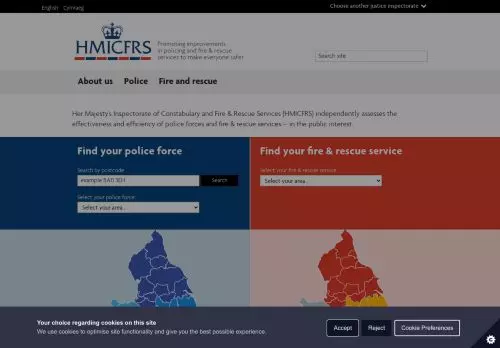 English Cymraeg Choose another justice inspectorate
HMICFRS
Promoting improvements
in policing and fire & rescue
services to make everyone safer
Search site
About us Police Fire and rescue
Her Majesty's Inspectorate of Constabulary and Fire & Rescue Services (HMICFRS) independently assesses the
effectiveness and efficiency of police forces and fire & rescue services – in the public interest.
Find your police force Find your fire & rescue service
Search by postcode Select your fire & rescue service
example BA0 3EH Search Select your area
Select your police force
Select your area
Your choice regarding cookies on this site
We use cookies to optimise site functionality and give you the best possible experience.
Accept Reject Cookie Preferences